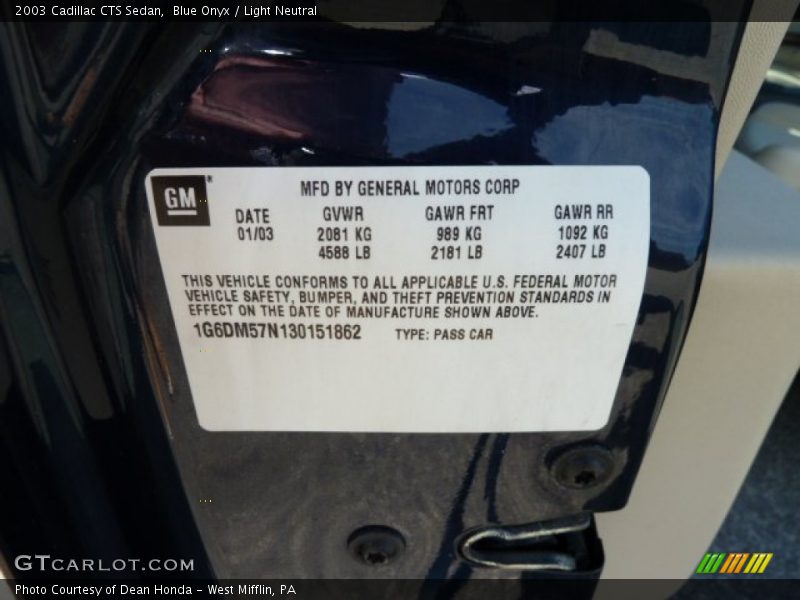 2003 Cadillac CTS Sedan, Blue Onyx / Light Neutral
GM
MFD BY GENERAL MOTORS CORP
DATE GVWR GAWR FRT GAWR RR
01/03 2081 KG 989 KG 1092 KG
4588 LB 2181 LB 2407 LB
THIS VEHICLE CONFORMS TO ALL APPLICABLE U.S. FEDERAL MOTOR
VEHICLE SAFETY, BUMPER, AND THEFT PREVENTION STANDARDS IN
EFFECT ON THE DATE OF MANUFACTURE SHOWN ABOVE.
1G6DM57N130151862 TYPE: PASS CAR
GTCARLOT.COM
Photo Courtesy of Dean Honda - West Mifflin, PA